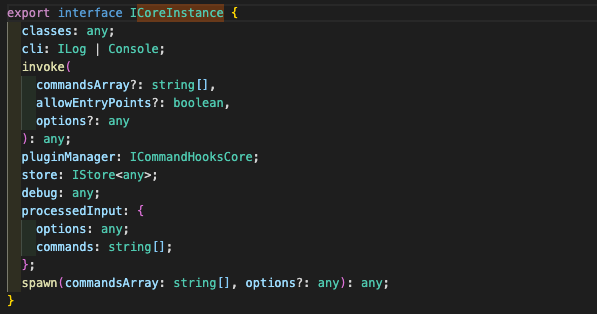 export interface ICoreInstance {
  classes: any;
  cli: ILog | Console;
  invoke(
    commandsArray?: string[],
    allowEntryPoints?: boolean,
    options?: any
  ): any;
  pluginManager: ICommandHooksCore;
  store: IStore<any>;
  debug: any;
  processedInput: {
    options: any;
    commands: string[];
  };
  spawn(commandsArray: string[], options?: any): any;
}